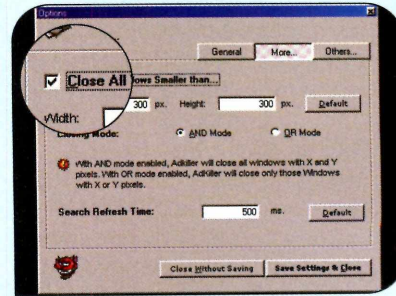 Options
General More... Others...
Close All Windows Smaller than...
Width: 300 px. Height: 300 px. Default
Closing Mode: AND Mode OR Mode
With AND mode enabled, Adkiller will close all windows with X and Y
pixels. With OR mode enabled, AdKiller will close only those Windows
with X or Y pixels.
Search Refresh Time: 500 ms. Default
Close Without Saving Save Settings & Close